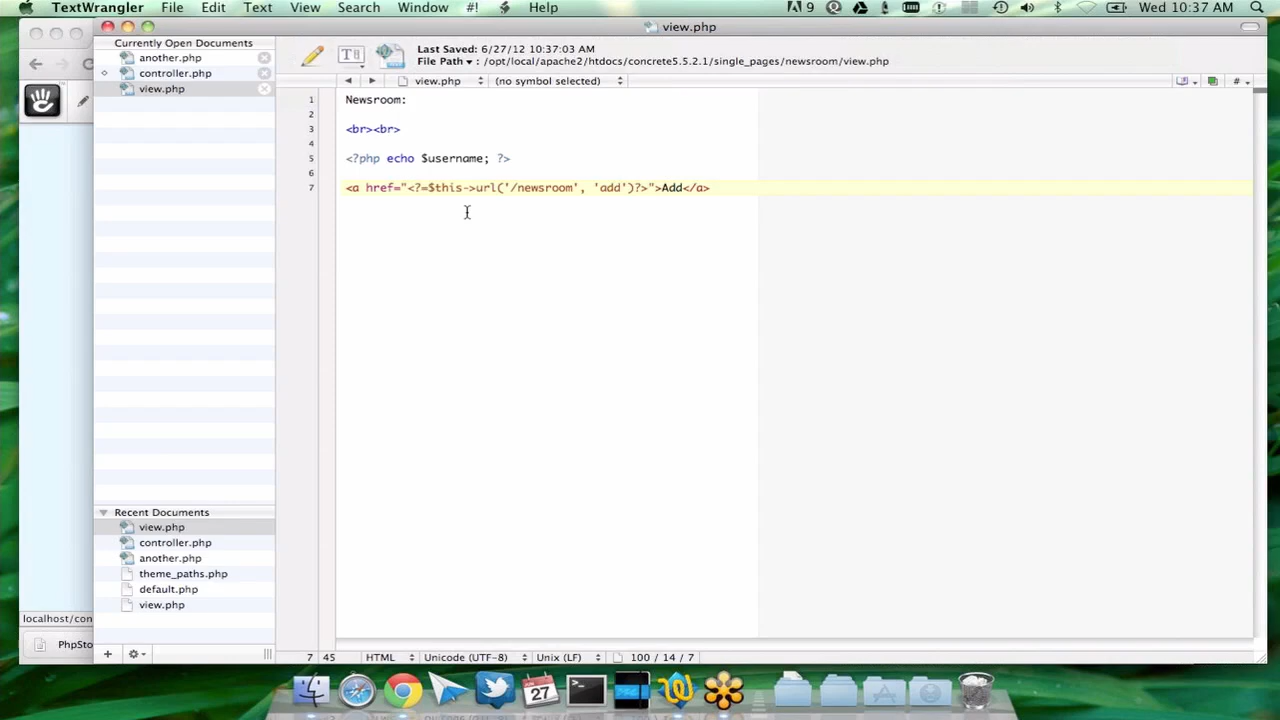 TextWrangler File Edit Text View Search Window #! Help 9 Wed 10:37 AM
view.php
Currently Open Documents
another.php
controller.php
view.php
Last Saved: 6/27/12 10:37:03 AM
File Path ▾ : /opt/local/apache2/htdocs/concrete5.5.2.1/single_pages/newsroom/view.php
view.php (no symbol selected) #
1 Newsroom:
2
3 <br><br>
4
5 <?php echo $username; ?>
6
7 <a href="<?=$this->url('/newsroom', 'add')?>">Add</a>
Recent Documents
view.php
controller.php
another.php
theme_paths.php
default.php
view.php
localhost/con
PhpSto
7 45 HTML Unicode (UTF-8) Unix (LF) 100 / 14 / 7
27